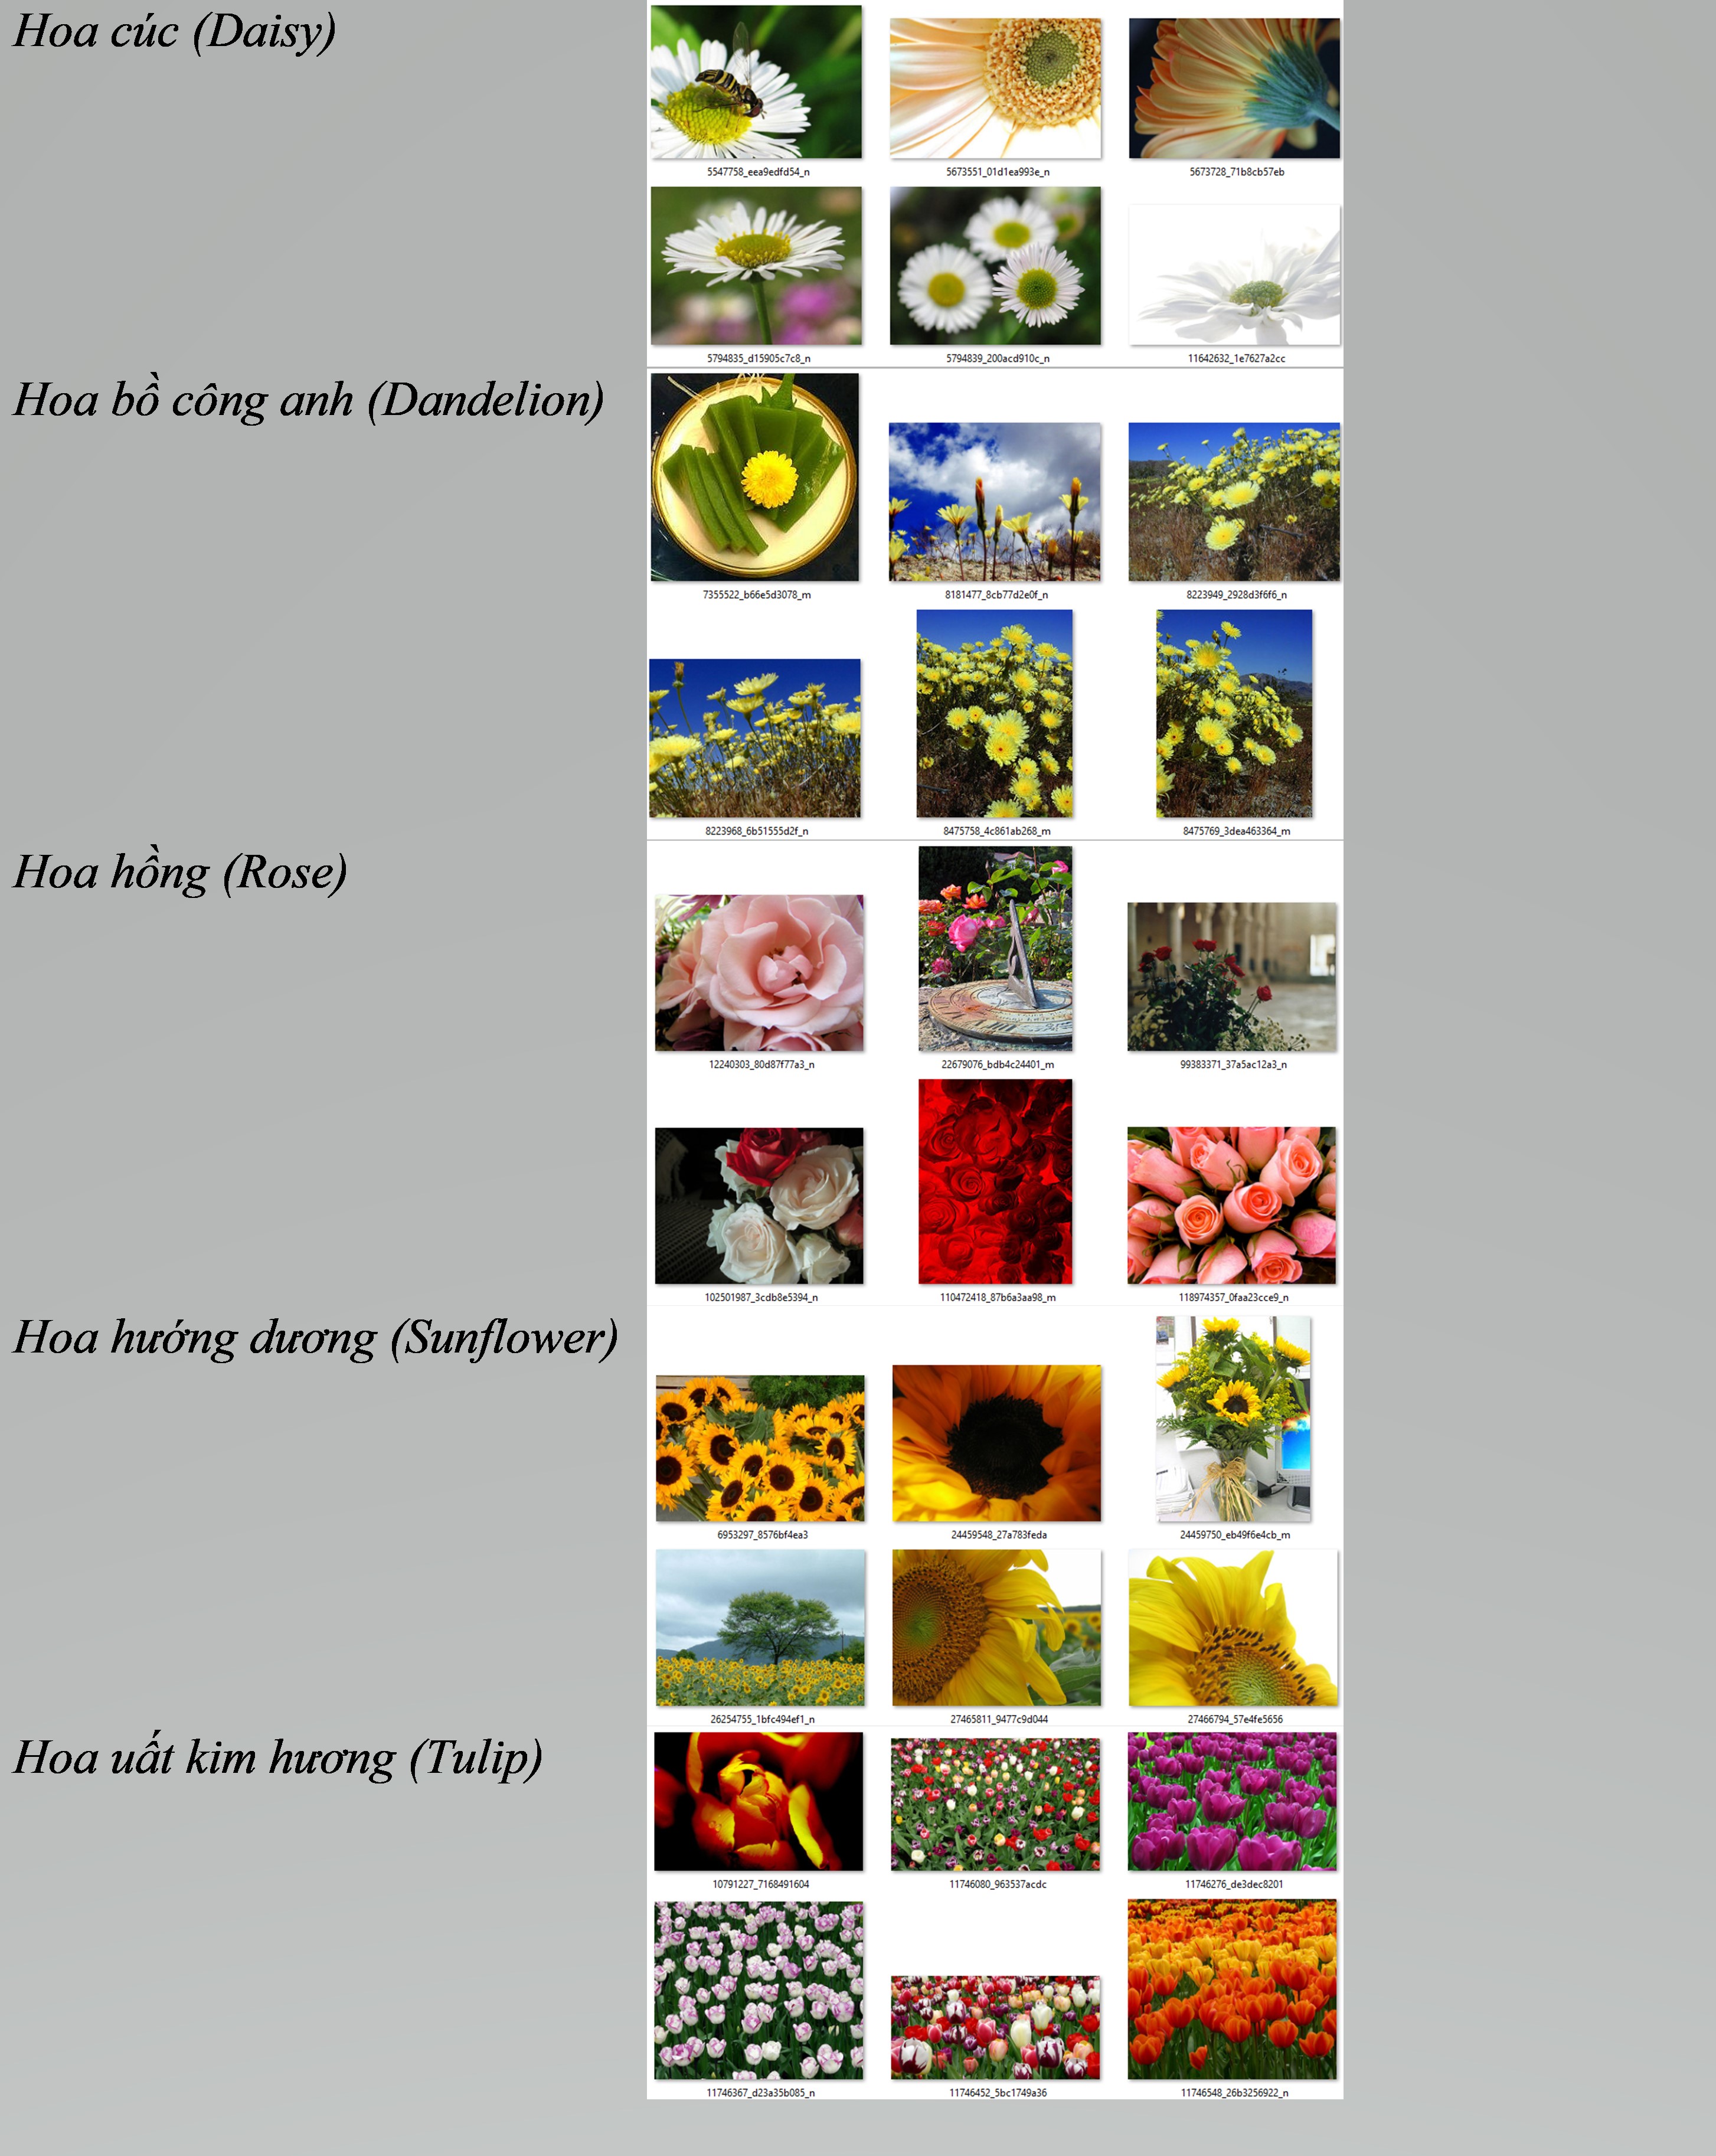 Hoa cúc (Daisy)
5547758_eea9edfd54_n
5673551_01d1ea993e_n
5673728_71b8cb57eb
5794835_d15905c7c8_n
5794839_200acd910c_n
11642632_1e7627a2cc
Hoa bồ công anh (Dandelion)
7355522_b66e5d3078_m
8181477_8cb77d2e0f_n
8223949_2928d3f6f6_n
8223968_6b51555d2f_n
8475758_4c861ab268_m
8475769_3dea463364_m
Hoa hồng (Rose)
12240303_80d87f77a3_n
22679076_bdb4c24401_m
99383371_37a5ac12a3_n
102501987_3cdb8e5394_n
110472418_87b6a3aa98_m
118974357_0faa23cce9_n
Hoa hướng dương (Sunflower)
6953297_8576bf4ea3
24459548_27a783feda
24459750_eb49f6e4cb_m
26254755_1bfc494ef1_n
27465811_9477c9d044
27466794_57e4fe5656
Hoa uất kim hương (Tulip)
10791227_7168491604
11746080_963537acdc
11746276_de3dec8201
11746367_d23a35b085_n
11746452_5bc1749a36
11746548_26b3256922_n